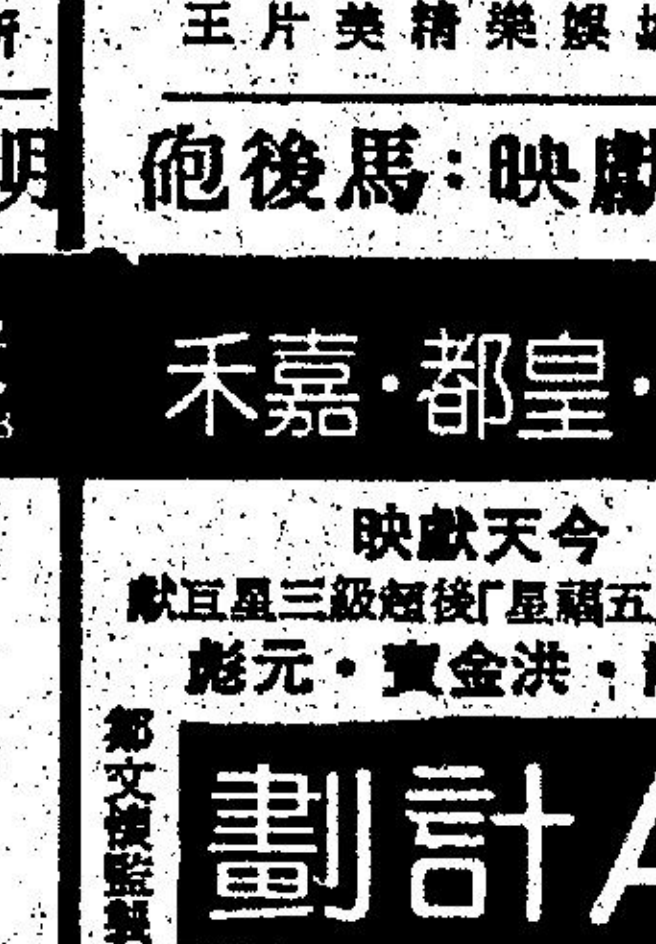 娛樂精美片王
獻映：馬後砲
明
皇都・嘉禾
今天獻映
五福星」後超級三星巨獻
・洪金寶・元彪
A計劃
鄒文懷監製